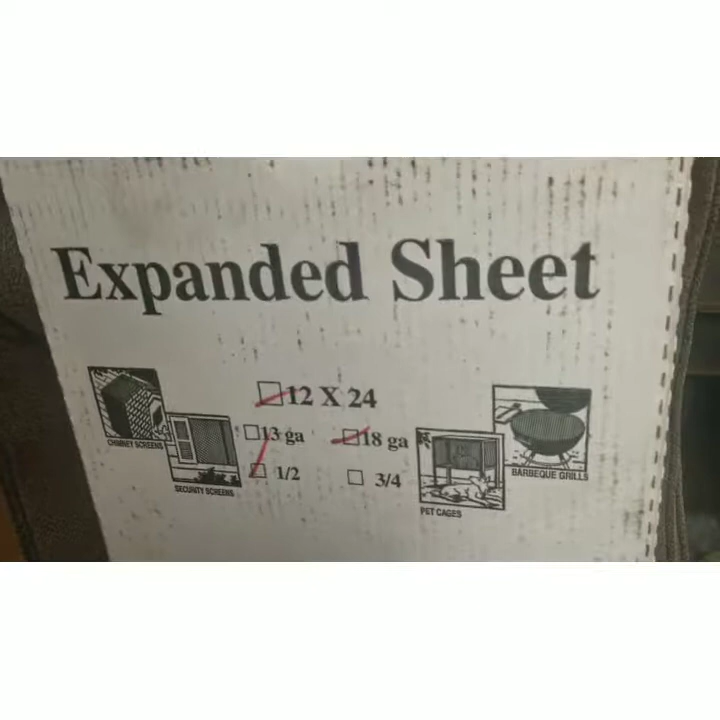 Expanded Sheet
12 X 24
13 ga 18 ga
1/2 3/4
CHIMNEY SCREENS
SECURITY SCREENS
PET CAGES
BARBEQUE GRILLS